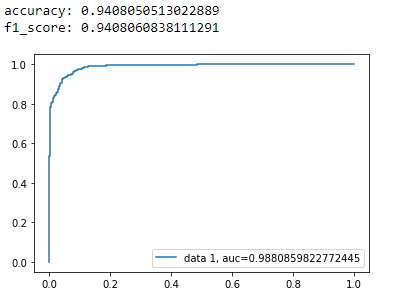 accuracy: 0.9408050513022889
f1_score: 0.9408060838111291
1.0
0.8
0.6
0.4
0.2
0.0
data 1, auc=0.9880859822772445
0.0 0.2 0.4 0.6 0.8 1.0